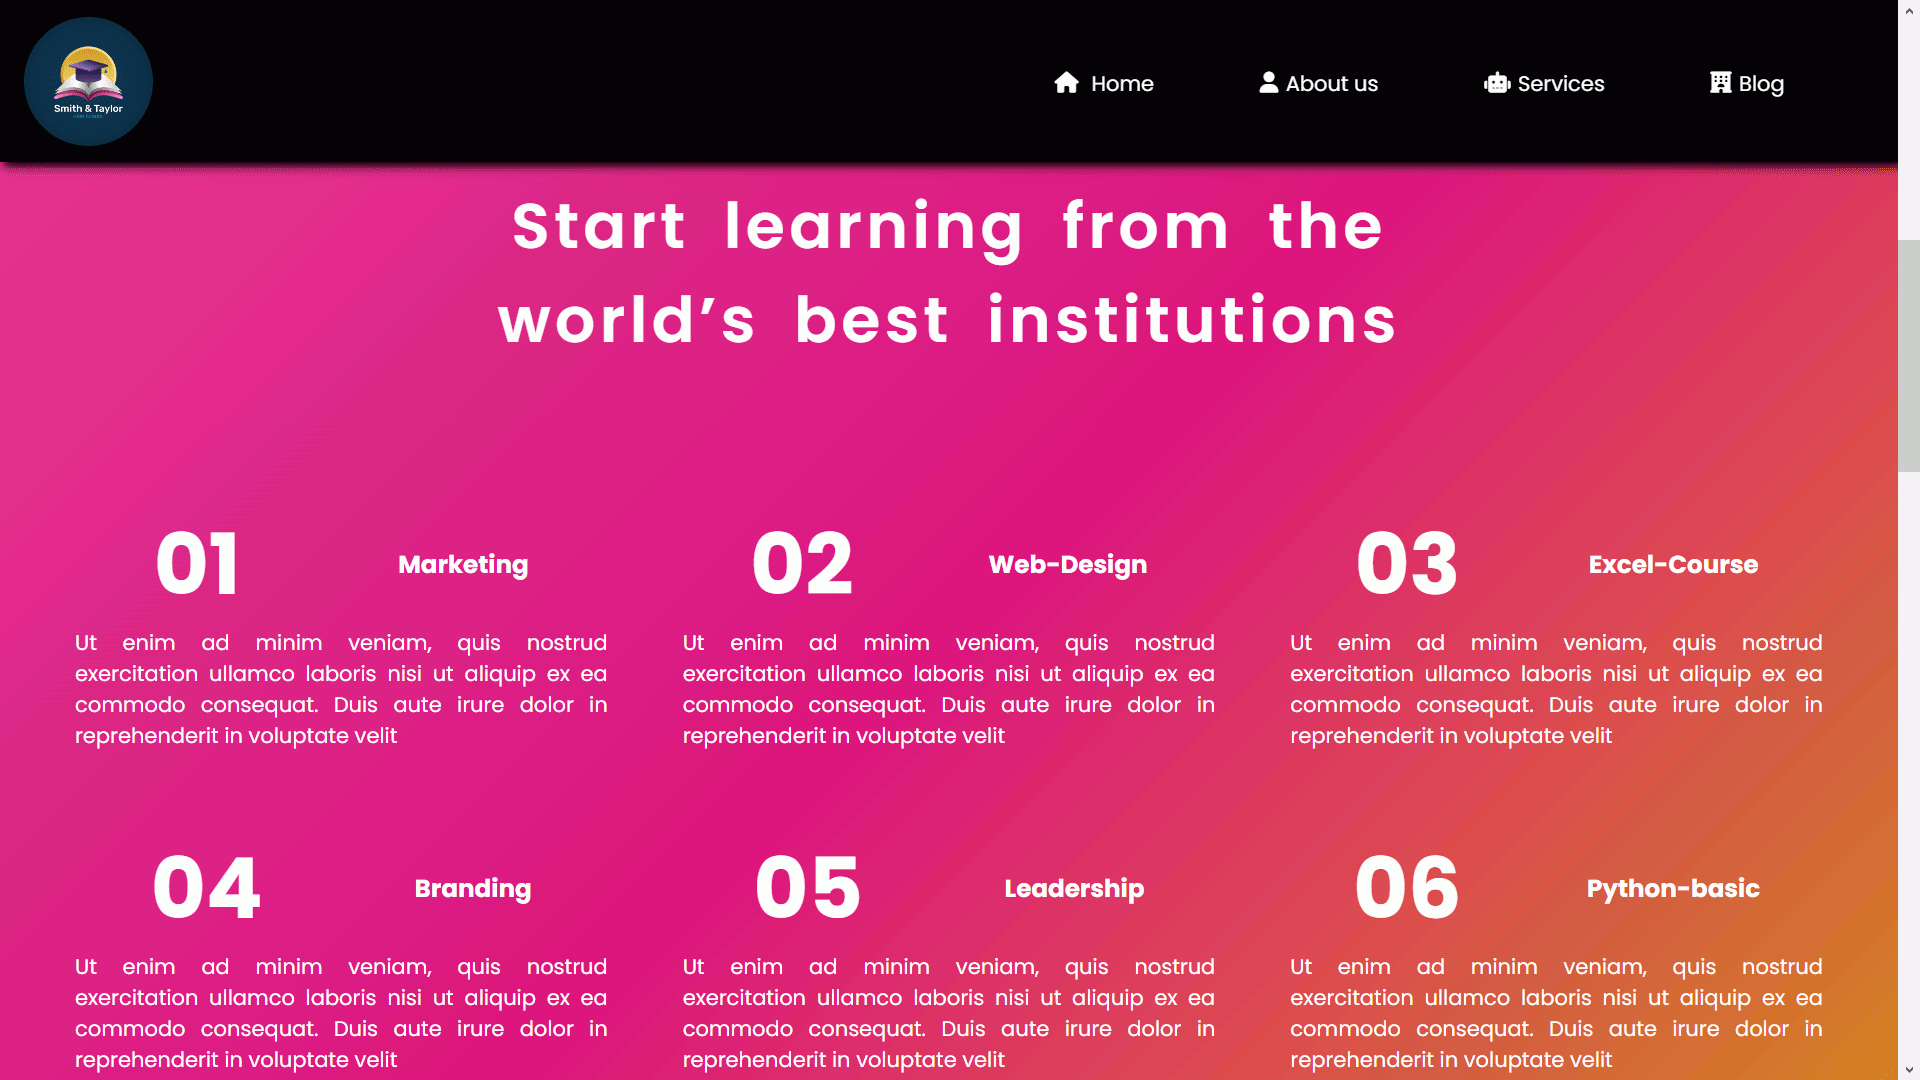 Smith & Taylor
HIGH SCHOOL
Home
About us
Services
Blog
Start learning from the
world’s best institutions
01
Marketing
Ut enim ad minim veniam, quis nostrud
exercitation ullamco laboris nisi ut aliquip ex ea
commodo consequat. Duis aute irure dolor in
reprehenderit in voluptate velit
02
Web-Design
Ut enim ad minim veniam, quis nostrud
exercitation ullamco laboris nisi ut aliquip ex ea
commodo consequat. Duis aute irure dolor in
reprehenderit in voluptate velit
03
Excel-Course
Ut enim ad minim veniam, quis nostrud
exercitation ullamco laboris nisi ut aliquip ex ea
commodo consequat. Duis aute irure dolor in
reprehenderit in voluptate velit
04
Branding
Ut enim ad minim veniam, quis nostrud
exercitation ullamco laboris nisi ut aliquip ex ea
commodo consequat. Duis aute irure dolor in
reprehenderit in voluptate velit
05
Leadership
Ut enim ad minim veniam, quis nostrud
exercitation ullamco laboris nisi ut aliquip ex ea
commodo consequat. Duis aute irure dolor in
reprehenderit in voluptate velit
06
Python-basic
Ut enim ad minim veniam, quis nostrud
exercitation ullamco laboris nisi ut aliquip ex ea
commodo consequat. Duis aute irure dolor in
reprehenderit in voluptate velit